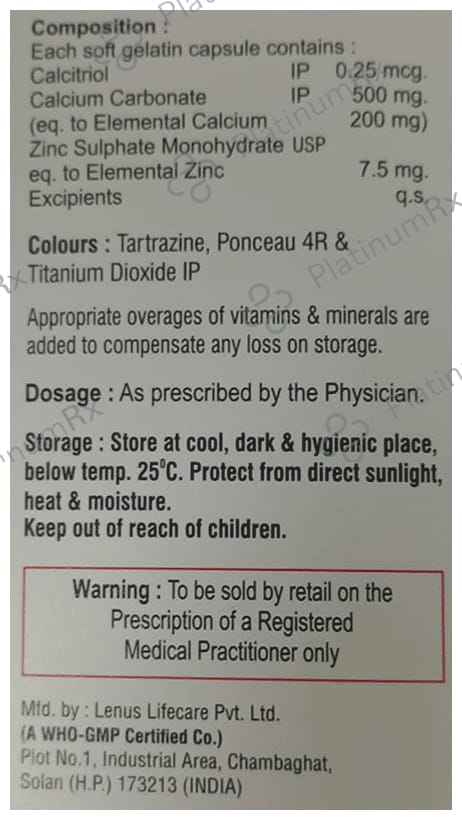 Composition :
Each soft gelatin capsule contains :
Calcitriol IP 0.25 mcg.
Calcium Carbonate IP 500 mg.
(eq. to Elemental Calcium 200 mg)
Zinc Sulphate Monohydrate USP
eq. to Elemental Zinc 7.5 mg.
Excipients q.s.
Colours : Tartrazine, Ponceau 4R &
Titanium Dioxide IP
Appropriate overages of vitamins & minerals are
added to compensate any loss on storage.
Dosage : As prescribed by the Physician.
Storage : Store at cool, dark & hygienic place,
below temp. 25°C. Protect from direct sunlight,
heat & moisture.
Keep out of reach of children.
Warning : To be sold by retail on the
Prescription of a Registered
Medical Practitioner only
Mfd. by : Lenus Lifecare Pvt. Ltd.
(A WHO-GMP Certified Co.)
Plot No.1, Industrial Area, Chambaghat,
Solan (H.P.) 173213 (INDIA)
PlatinumRx
PlatinumRx
PlatinumRx